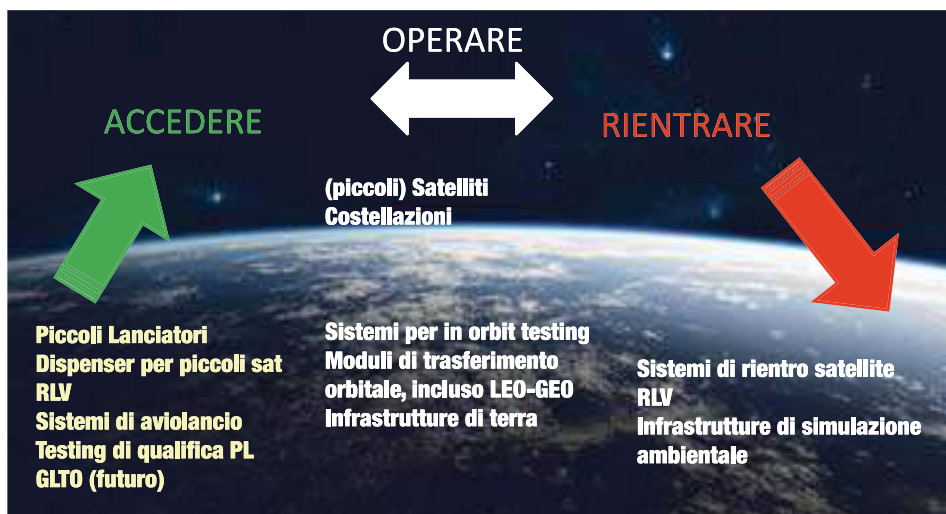 OPERARE
ACCEDERE
RIENTRARE
(piccoli) Satelliti
Costellazioni
Piccoli Lanciatori
Dispenser per piccoli sat
RLV
Sistemi di aviolancio
Testing di qualifica PL
GLTO (futuro)
Sistemi per in orbit testing
Moduli di trasferimento
orbitale, incluso LEO-GEO
Infrastrutture di terra
Sistemi di rientro satellite
RLV
Infrastrutture di simulazione
ambientale